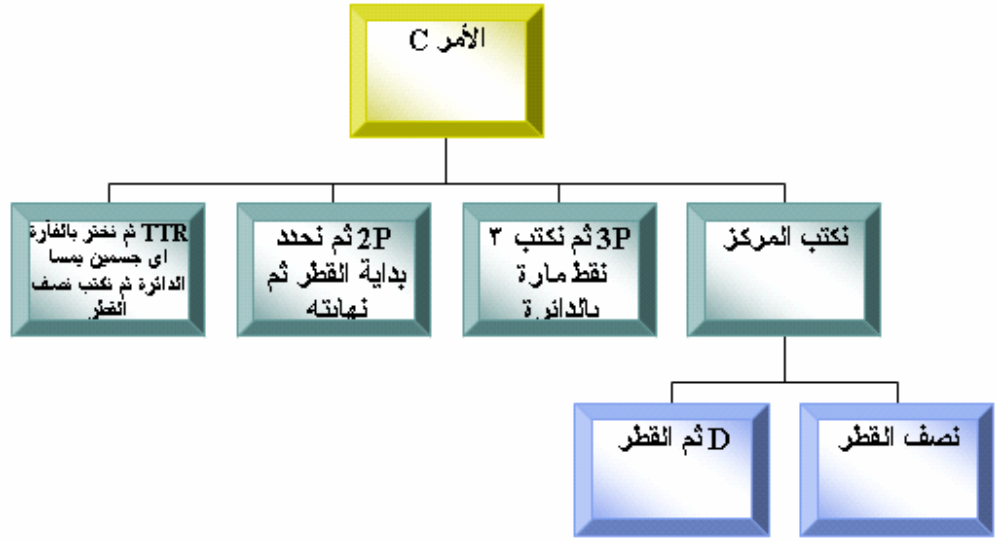 الأمر C
نكتب المركز
3P ثم نكتب ٣
نقط مارة
بالدائرة
2P ثم نحدد
بداية القطر ثم
نهايته
TTR ثم نختر بالفأرة
اي جسمين يمسا
الدائرة ثم نكتب نصف
القطر
نصف القطر
D ثم القطر